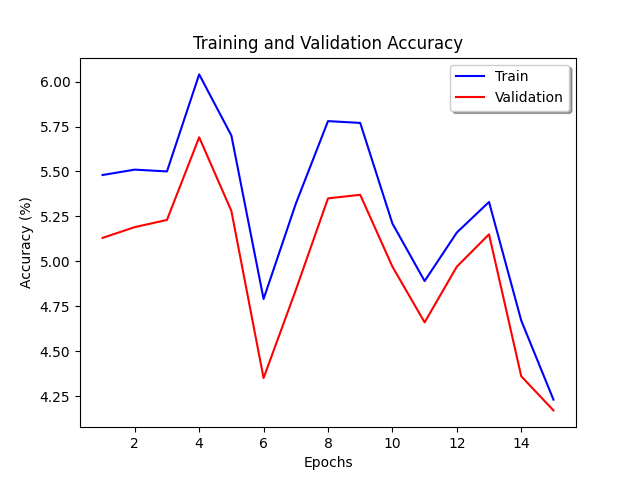 Training and Validation Accuracy
Train
Validation
Accuracy (%)
6.00
5.75
5.50
5.25
5.00
4.75
4.50
4.25
2 4 6 8 10 12 14
Epochs